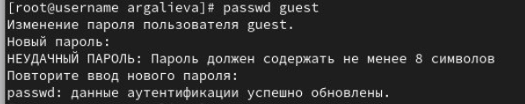 [root@username argalieva]# passwd guest
Изменение пароля пользователя guest.
Новый пароль:
НЕУДАЧНЫЙ ПАРОЛЬ: Пароль должен содержать не менее 8 символов
Повторите ввод нового пароля:
passwd: данные аутентификации успешно обновлены.